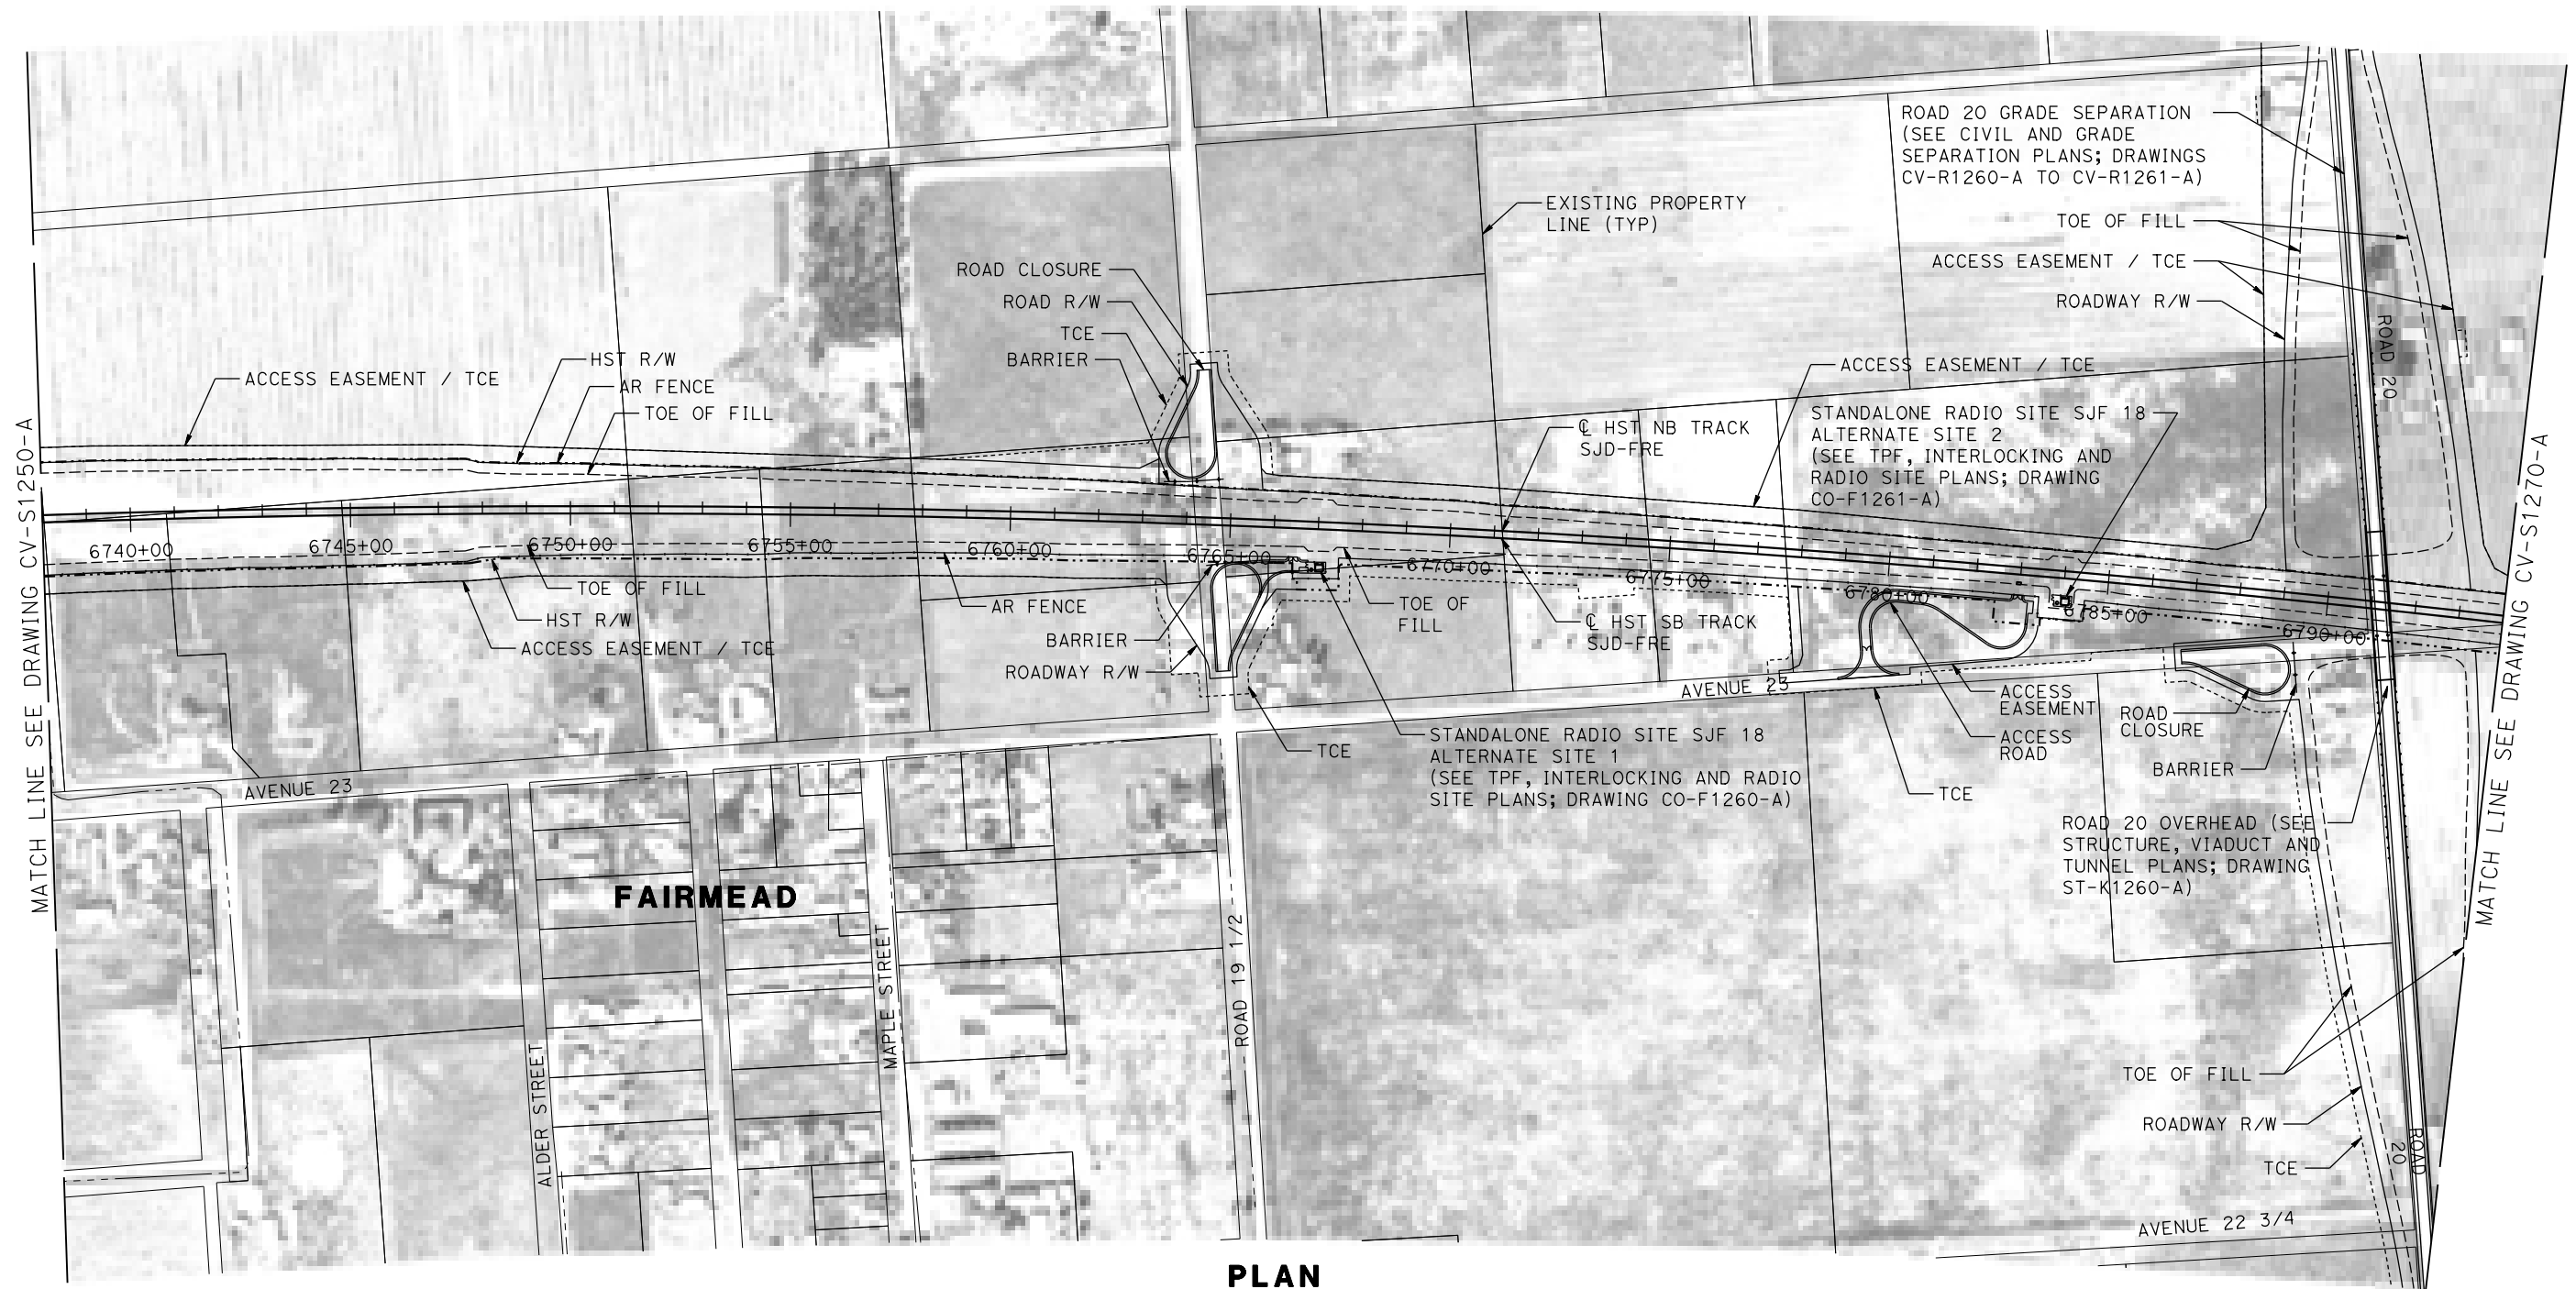 ROAD 20 GRADE SEPARATION
(SEE CIVIL AND GRADE
SEPARATION PLANS; DRAWINGS
CV-R1260-A TO CV-R1261-A)
EXISTING PROPERTY
LINE (TYP)
TOE OF FILL
ACCESS EASEMENT / TCE
ROADWAY R/W
ROAD CLOSURE
ROAD R/W
TCE
BARRIER
ROAD 20
HST R/W
AR FENCE
TOE OF FILL
ACCESS EASEMENT / TCE
ACCESS EASEMENT / TCE
STANDALONE RADIO SITE SJF 18
ALTERNATE SITE 2
(SEE TPF, INTERLOCKING AND
RADIO SITE PLANS; DRAWING
CO-F1261-A)
℄ HST NB TRACK
SJD-FRE
MATCH LINE SEE DRAWING CV-S1250-A
MATCH LINE SEE DRAWING CV-S1270-A
6740+00
6745+00
6750+00
6755+00
6760+00
6765+00
6770+00
6775+00
6780+00
6785+00
6790+00
TOE OF FILL
HST R/W
ACCESS EASEMENT / TCE
AR FENCE
BARRIER
ROADWAY R/W
TOE OF
FILL
℄ HST SB TRACK
SJD-FRE
AVENUE 23
ACCESS
EASEMENT
ACCESS
ROAD
ROAD
CLOSURE
BARRIER
TCE
STANDALONE RADIO SITE SJF 18
ALTERNATE SITE 1
(SEE TPF, INTERLOCKING AND RADIO
SITE PLANS; DRAWING CO-F1260-A)
TCE
AVENUE 23
ROAD 20 OVERHEAD (SEE
STRUCTURE, VIADUCT AND
TUNNEL PLANS; DRAWING
ST-K1260-A)
FAIRMEAD
MAPLE STREET
ROAD 19 1/2
ALDER STREET
TOE OF FILL
ROADWAY R/W
TCE
ROAD
20
AVENUE 22 3/4
PLAN